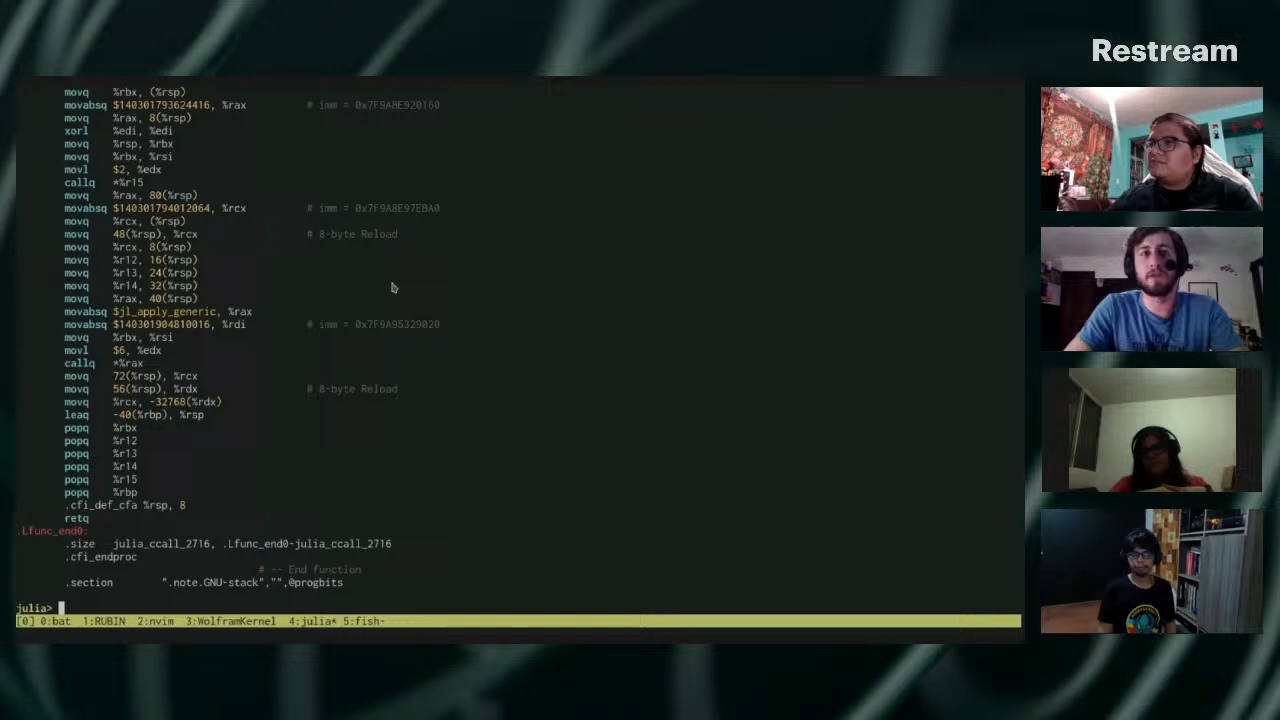 Restream
movq %rbx, (%rsp)
movabsq $140301793624416, %rax # imm = 0x7F9A8E920160
movq %rax, 8(%rsp)
xorl %edi, %edi
movq %rsp, %rbx
movq %rbx, %rsi
movl $2, %edx
callq *%r15
movq %rax, 80(%rsp)
movabsq $140301794012064, %rcx # imm = 0x7F9A8E97EBA0
movq %rcx, (%rsp)
movq 48(%rsp), %rcx # 8-byte Reload
movq %rcx, 8(%rsp)
movq %r12, 16(%rsp)
movq %r13, 24(%rsp)
movq %r14, 32(%rsp)
movq %rax, 40(%rsp)
movabsq $jl_apply_generic, %rax
movabsq $140301904810016, %rdi # imm = 0x7F9A95329020
movq %rbx, %rsi
movl $6, %edx
callq *%rax
movq 72(%rsp), %rcx
movq 56(%rsp), %rdx # 8-byte Reload
movq %rcx, -32768(%rdx)
leaq -40(%rbp), %rsp
popq %rbx
popq %r12
popq %r13
popq %r14
popq %r15
popq %rbp
.cfi_def_cfa %rsp, 8
retq
.Lfunc_end0:
.size julia_ccall_2716, .Lfunc_end0-julia_ccall_2716
.cfi_endproc
# -- End function
.section ".note.GNU-stack","",@progbits
julia>
[0] 0:bat 1:RUBIN 2:nvim 3:WolframKernel 4:julia* 5:fish-